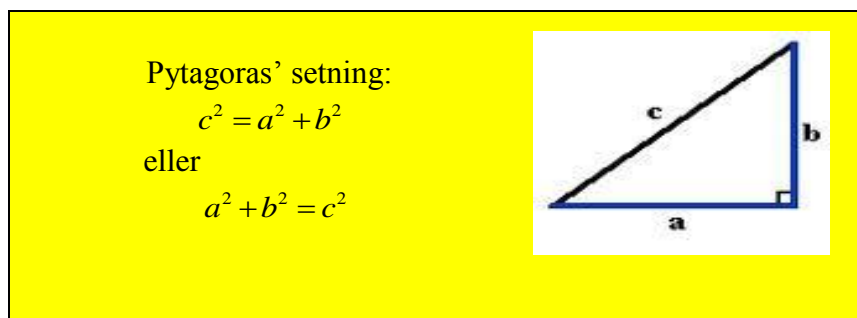 Pytagoras’ setning:
c² = a² + b²
eller
a² + b² = c²
c
b
a